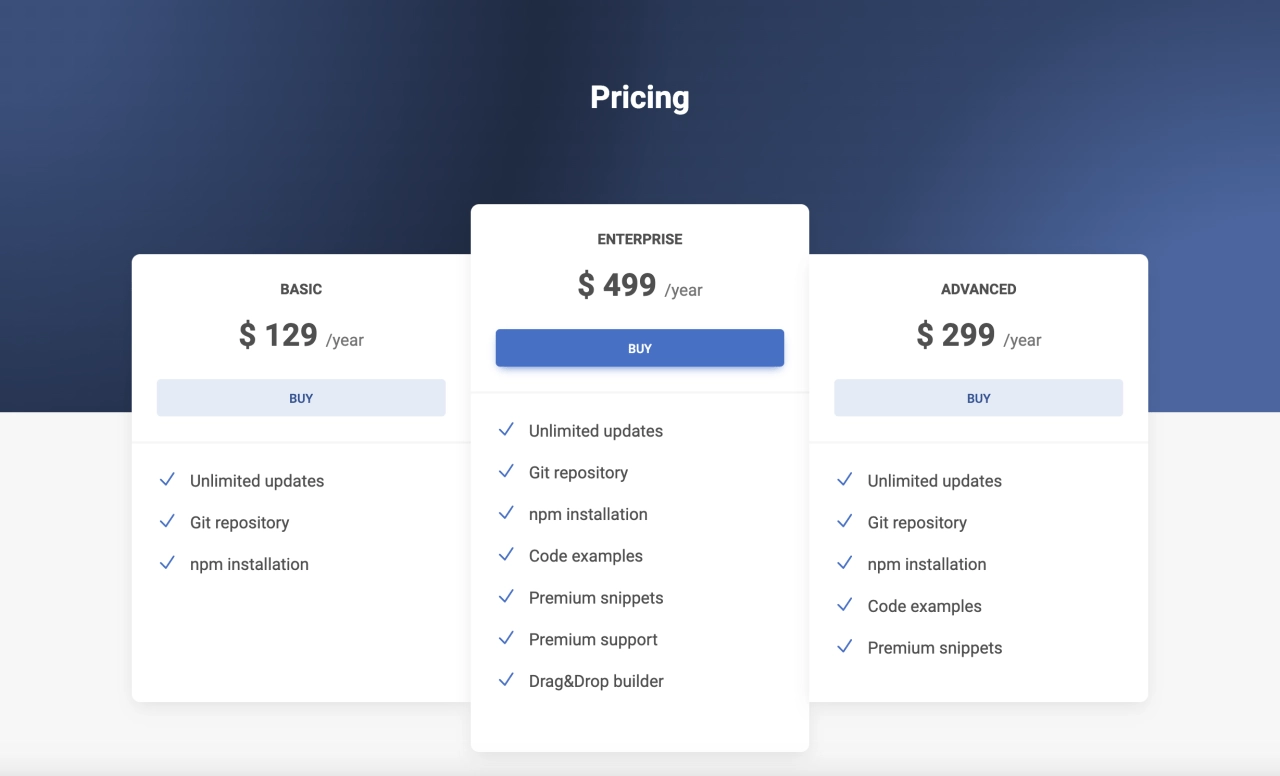 Pricing
BASIC
$ 129 /year
BUY
Unlimited updates
Git repository
npm installation
ENTERPRISE
$ 499 /year
BUY
Unlimited updates
Git repository
npm installation
Code examples
Premium snippets
Premium support
Drag&Drop builder
ADVANCED
$ 299 /year
BUY
Unlimited updates
Git repository
npm installation
Code examples
Premium snippets